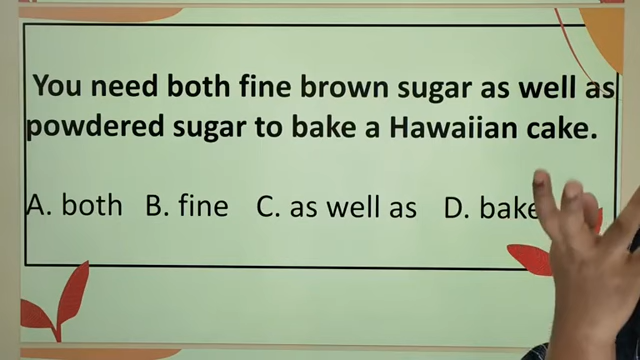 You need both fine brown sugar as well as
powdered sugar to bake a Hawaiian cake.
A. both B. fine C. as well as D. bake